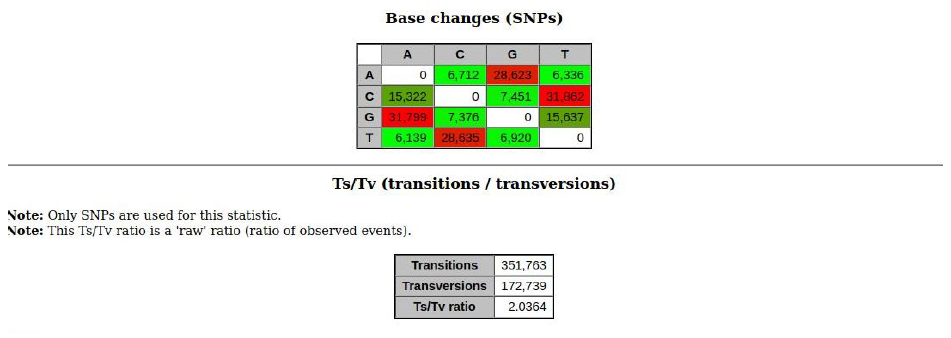 Base changes (SNPs)
A C G T
A 0 6,712 28,623 6,336
C 15,322 0 7,451 31,862
G 31,799 7,376 0 15,637
T 6,139 28,635 6,920 0
Ts/Tv (transitions / transversions)
Note: Only SNPs are used for this statistic.
Note: This Ts/Tv ratio is a 'raw' ratio (ratio of observed events).
Transitions 351,763
Transversions 172,739
Ts/Tv ratio 2.0364